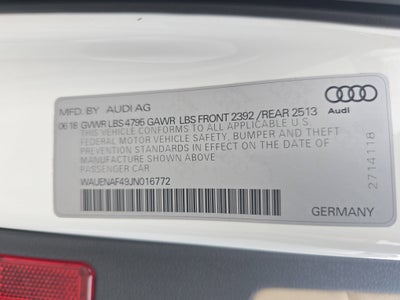 MFD. BY AUDI AG
06 18 GVWR LBS 4795 GAWR LBS FRONT 2392 /REAR 2513
THIS VEHICLE CONFORMS TO ALL APPLICABLE U.S.
FEDERAL MOTOR VEHICLE SAFETY, BUMPER AND THEFT
PREVENTION STANDARDS IN EFFECT ON THE DATE OF
MANUFACTURE SHOWN ABOVE.
PASSENGER CAR
WAUENAF49JN016772
Audi
2714118
GERMANY